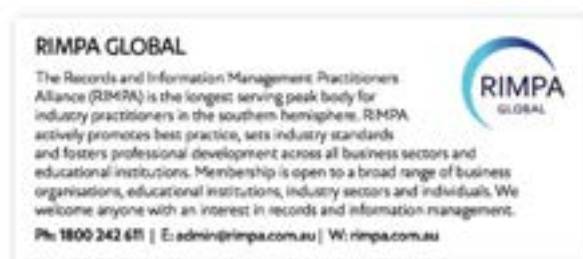 RIMPA GLOBAL
The Records and Information Management Practitioners
Alliance (RIMPA) is the longest serving peak body for
industry practitioners in the southern hemisphere. RIMPA
actively promotes best practice, sets industry standards
and fosters professional development across all business sectors and
educational institutions. Membership is open to a broad range of business
organisations, educational institutions, industry sectors and individuals. We
welcome anyone with an interest in records and information management.
Ph: 1800 242 611 | E: admin@rimpa.com.au | W: rimpa.com.au
RIMPA
GLOBAL